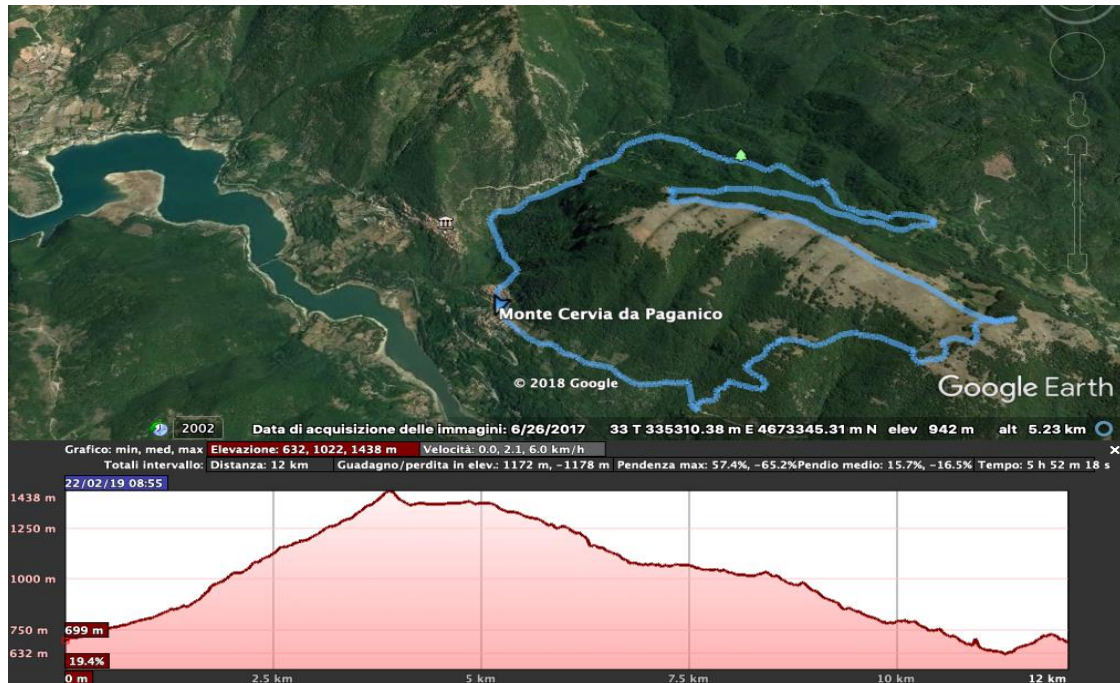 Monte Cervia da Paganico
© 2018 Google
Google Earth
2002
Data di acquisizione delle immagini: 6/26/2017 33 T 335310.38 m E 4673345.31 m N elev 942 m alt 5.23 km
Grafico: min, med, max Elevazione: 632, 1022, 1438 m Velocità: 0.0, 2.1, 6.0 km/h
Totali intervallo: Distanza: 12 km Guadagno/perdita in elev.: 1172 m, -1178 m Pendenza max: 57.4%, -65.2% Pendio medio: 15.7%, -16.5% Tempo: 5 h 52 m 18 s
22/02/19 08:55
1438 m
1250 m
1000 m
750 m
699 m
632 m
19.4%
0 m 2.5 km 5 km 7.5 km 10 km 12 km